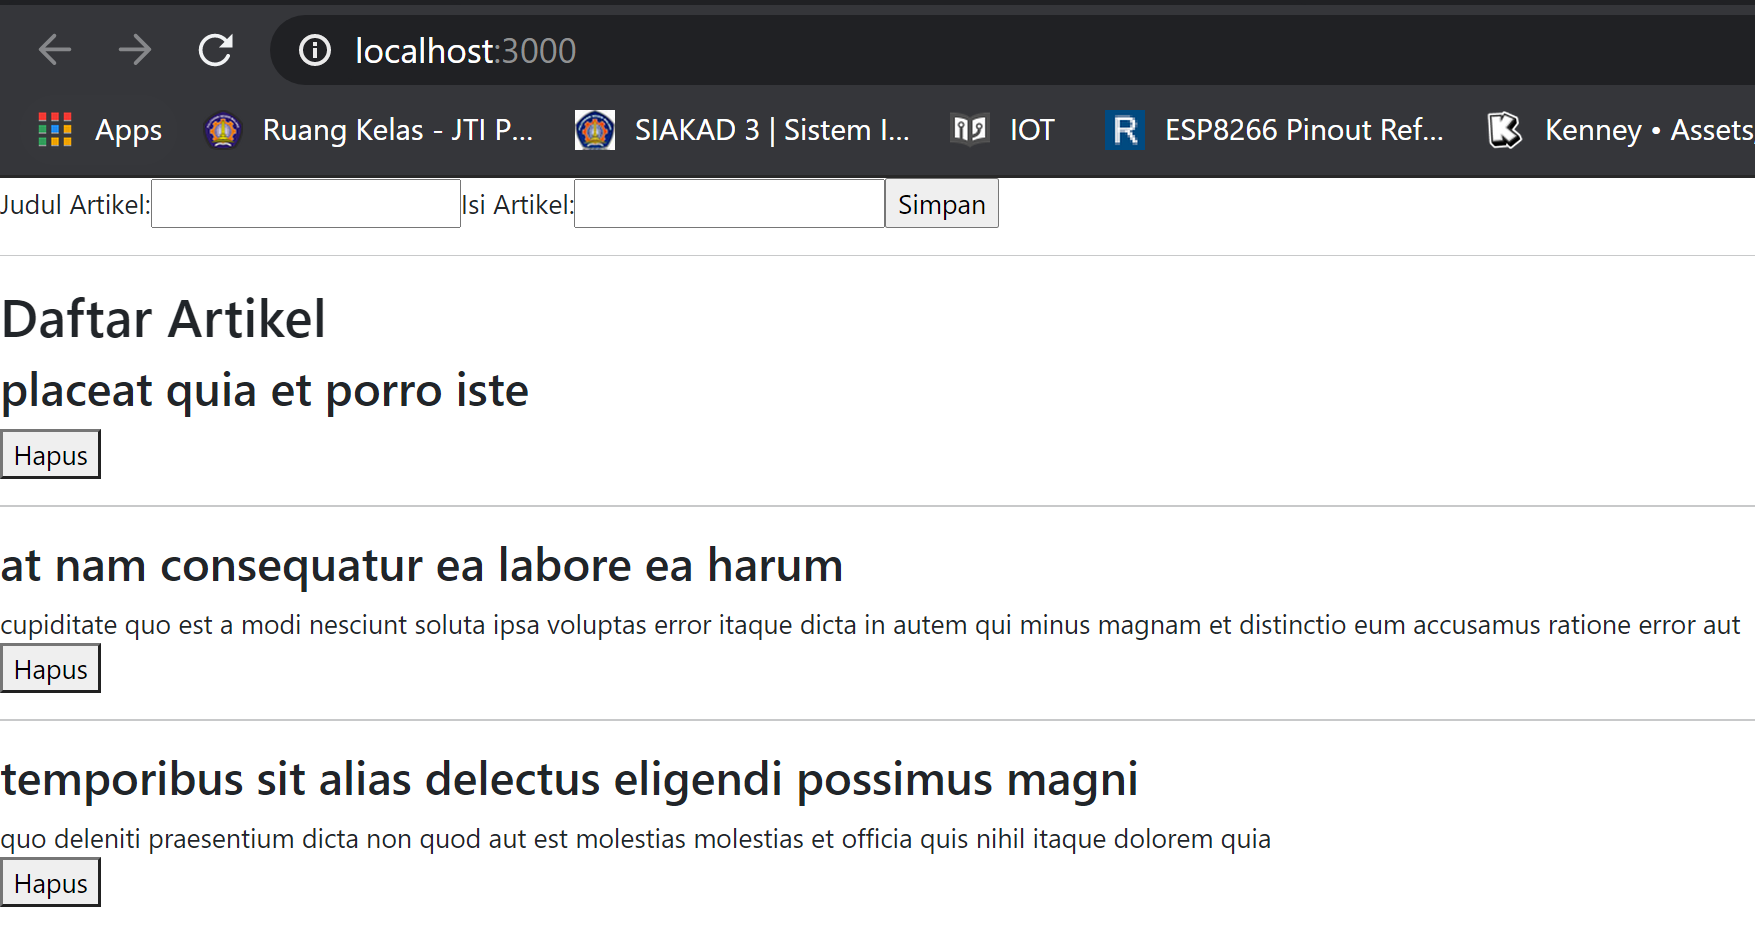 localhost:3000
Apps Ruang Kelas - JTI P... SIAKAD 3 | Sistem I... IOT R ESP8266 Pinout Ref... K Kenney • Assets,
Judul Artikel: Isi Artikel: Simpan
Daftar Artikel
placeat quia et porro iste
Hapus
at nam consequatur ea labore ea harum
cupiditate quo est a modi nesciunt soluta ipsa voluptas error itaque dicta in autem qui minus magnam et distinctio eum accusamus ratione error aut
Hapus
temporibus sit alias delectus eligendi possimus magni
quo deleniti praesentium dicta non quod aut est molestias molestias et officia quis nihil itaque dolorem quia
Hapus